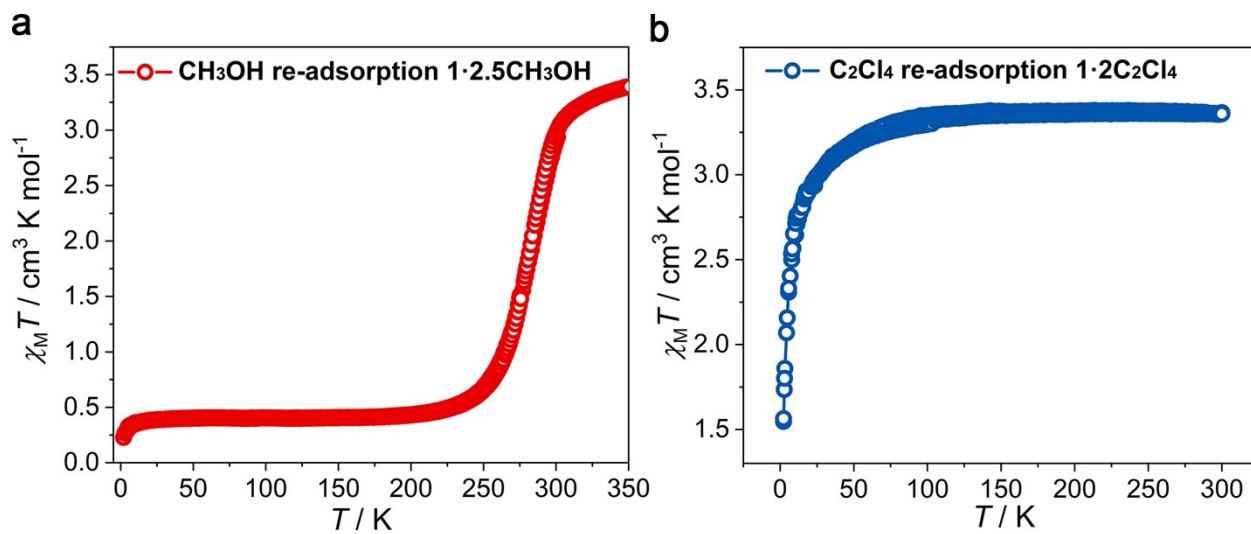 a
CH₃OH re-adsorption 1·2.5CH₃OH
3.5
3.0
2.5
2.0
1.5
1.0
0.5
0.0
χ_M T / cm³ K mol⁻¹
0 50 100 150 200 250 300 350
T / K
b
C₂Cl₄ re-adsorption 1·2C₂Cl₄
3.5
3.0
2.5
2.0
1.5
χ_M T / cm³ K mol⁻¹
0 50 100 150 200 250 300
T / K